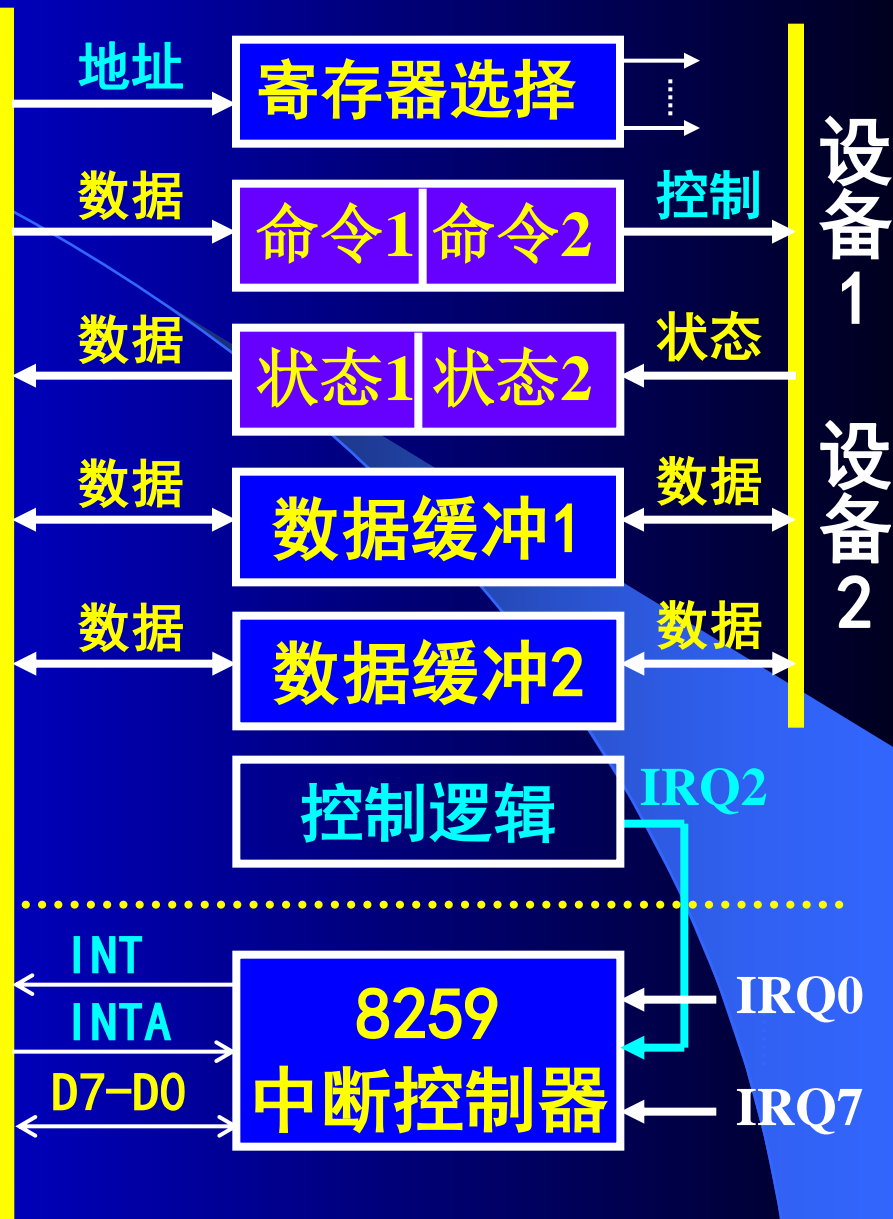 地址
寄存器选择
数据
命令1 命令2
控制
数据
状态1 状态2
状态
数据
数据缓冲1
数据
数据
数据缓冲2
数据
设备1
设备2
控制逻辑
IRQ2
INT
INTA
D7-D0
8259
中断控制器
IRQ0
IRQ7